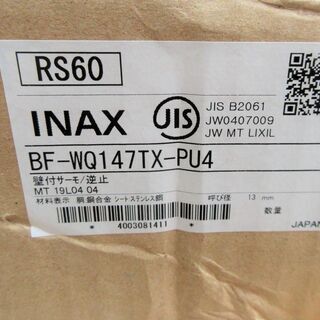 RS60
INAX
JIS
JIS B2061
JW0407009
JW MT LIXIL
BF-WQ147TX-PU4
壁付サーモ/逆止
MT 19L04 04
材料表示 胴:銅合金 シート:ステンレス鋼 呼び径 13 mm
* 4003081411 *
数量
JAPAN